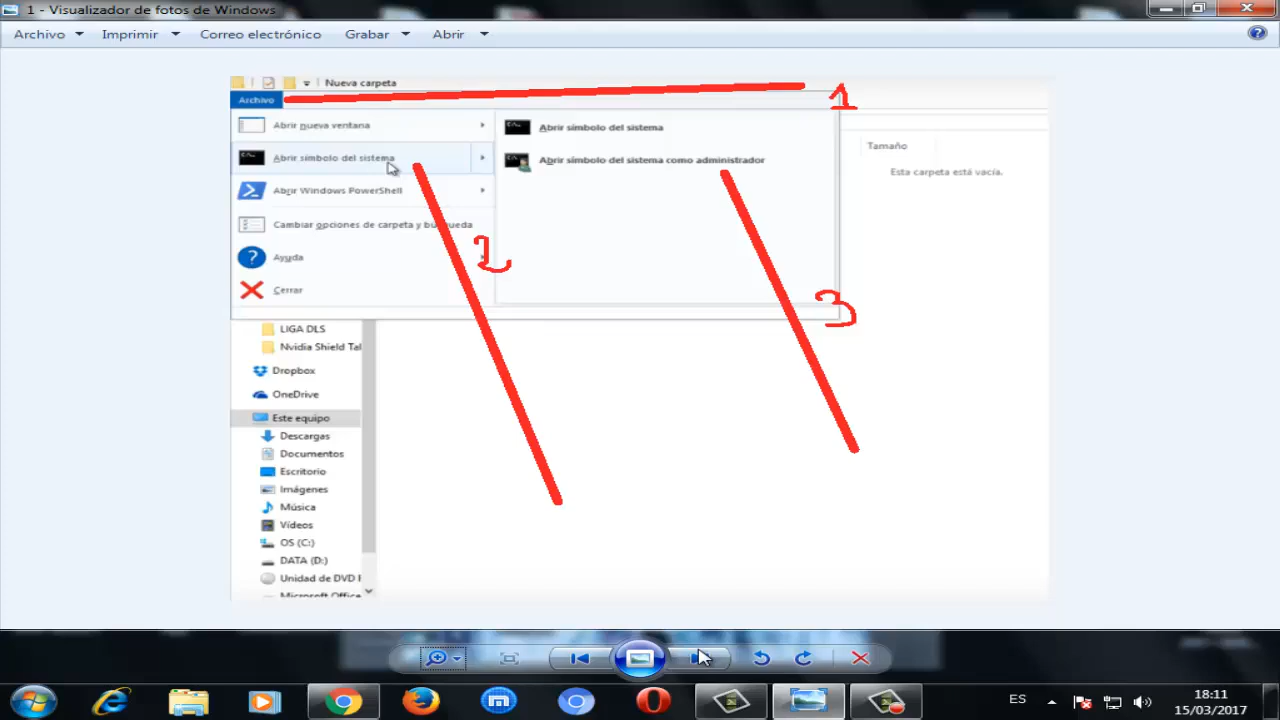 1 - Visualizador de fotos de Windows
Archivo Imprimir Correo electrónico Grabar Abrir
Nueva carpeta
Archivo
1
Abrir nueva ventana
Abrir símbolo del sistema
Abrir Windows PowerShell
Cambiar opciones de carpeta y búsqueda
Ayuda
Cerrar
Abrir símbolo del sistema
Abrir símbolo del sistema como administrador
2
3
Tamaño
Esta carpeta está vacía.
LIGA DLS
Nvidia Shield Tal
Dropbox
OneDrive
Este equipo
Descargas
Documentos
Escritorio
Imágenes
Música
Vídeos
OS (C:)
DATA (D:)
Unidad de DVD
Microsoft Office
ES
18:11
15/03/2017